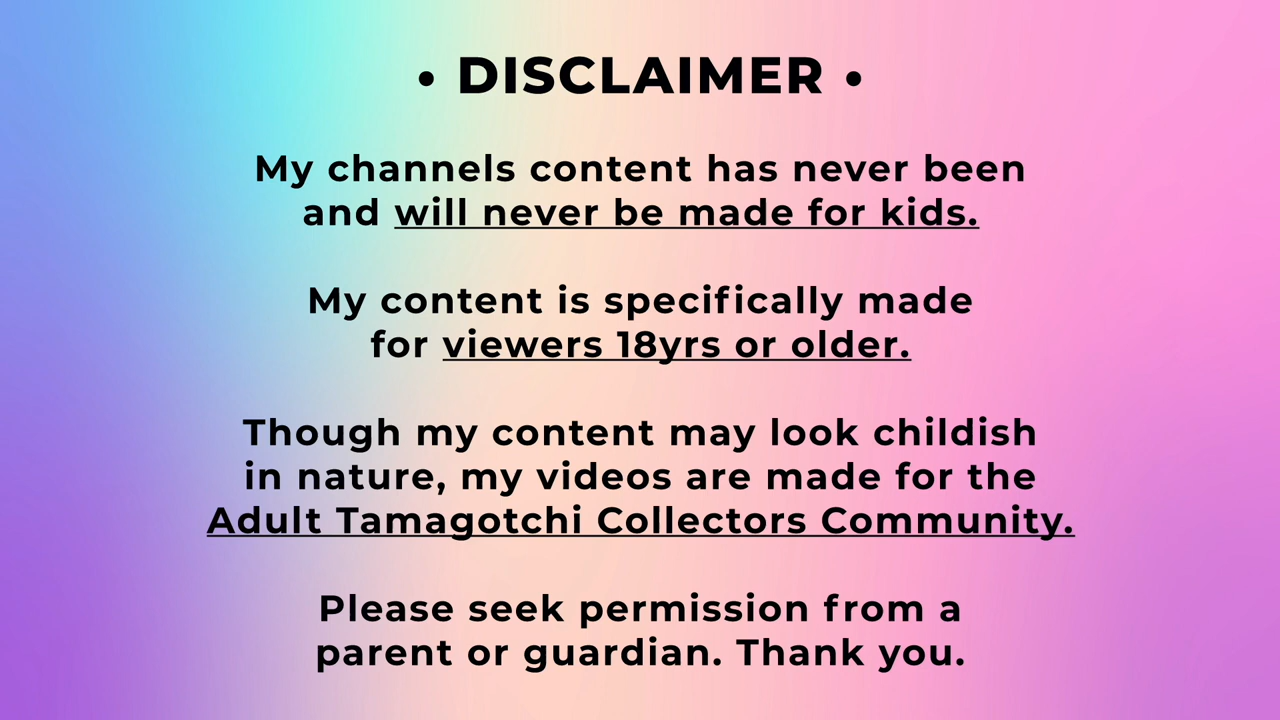 • DISCLAIMER •
My channels content has never been
and will never be made for kids.
My content is specifically made
for viewers 18yrs or older.
Though my content may look childish
in nature, my videos are made for the
Adult Tamagotchi Collectors Community.
Please seek permission from a
parent or guardian. Thank you.